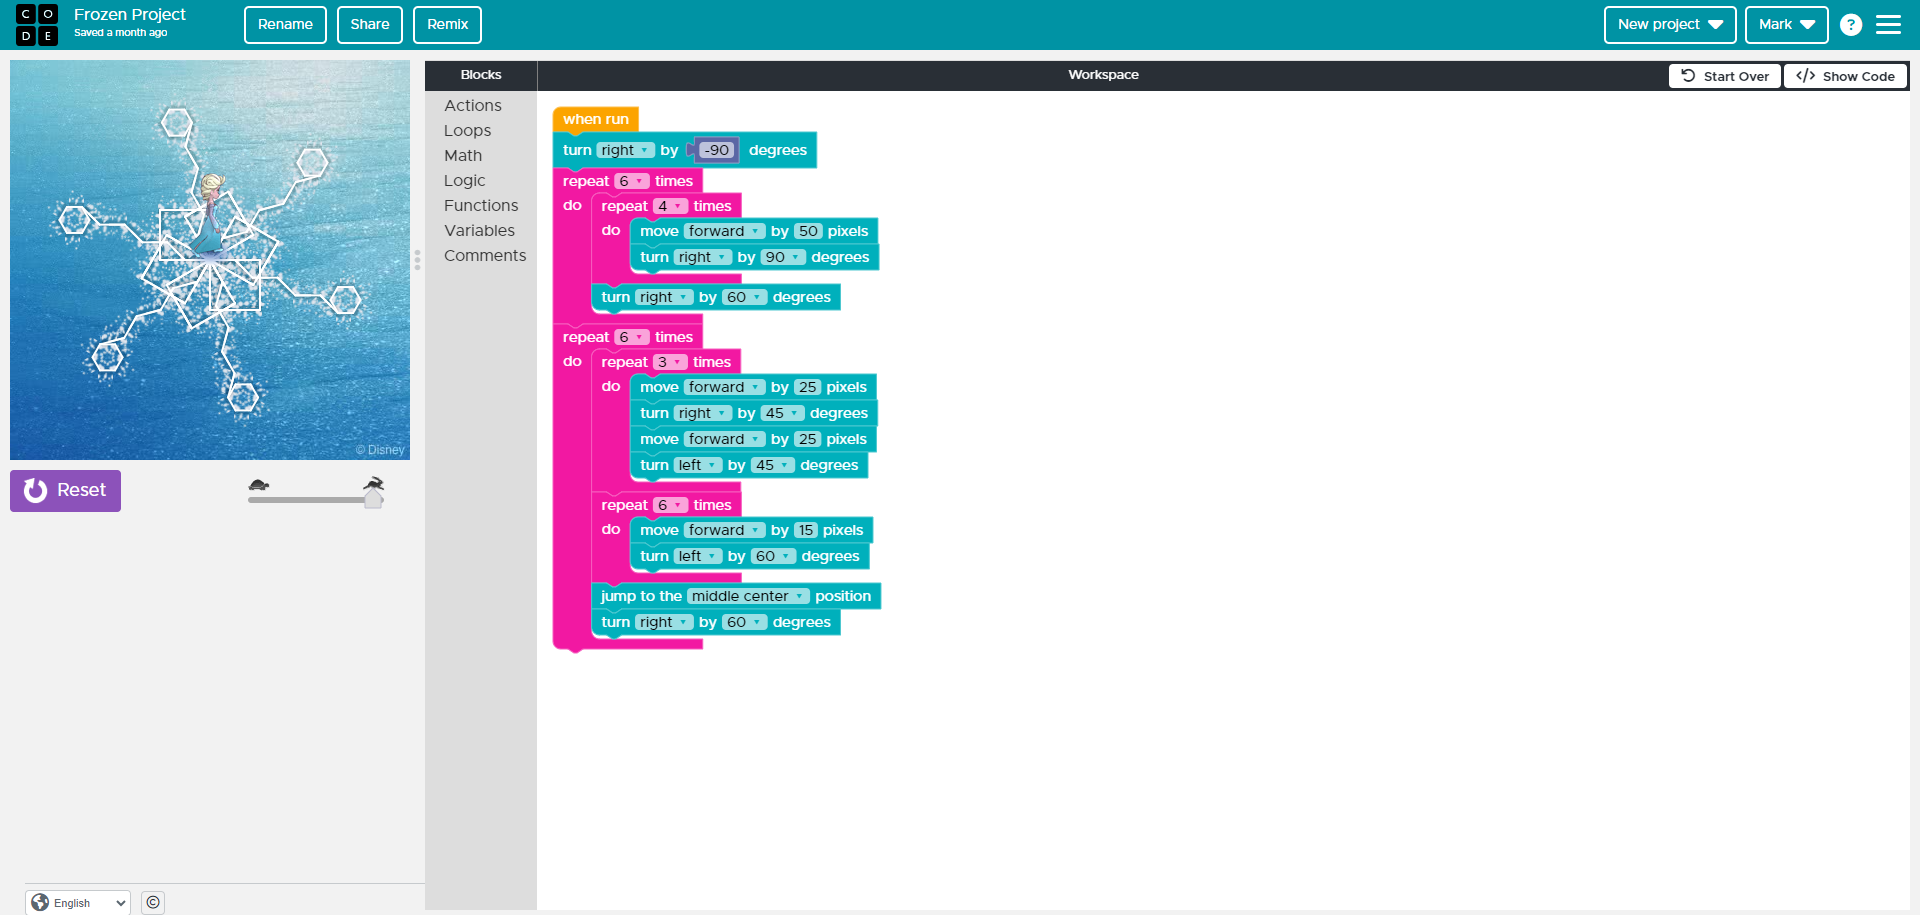 CODE
Frozen Project
Saved a month ago
Rename
Share
Remix
New project
Mark
?
Blocks
Workspace
Start Over
</> Show Code
Actions
Loops
Math
Logic
Functions
Variables
Comments
when run
turn right by -90 degrees
repeat 6 times
do repeat 4 times
do move forward by 50 pixels
turn right by 90 degrees
turn right by 60 degrees
repeat 6 times
do repeat 3 times
do move forward by 25 pixels
turn right by 45 degrees
move forward by 25 pixels
turn left by 45 degrees
repeat 6 times
do move forward by 15 pixels
turn left by 60 degrees
jump to the middle center position
turn right by 60 degrees
© Disney
Reset
English
©